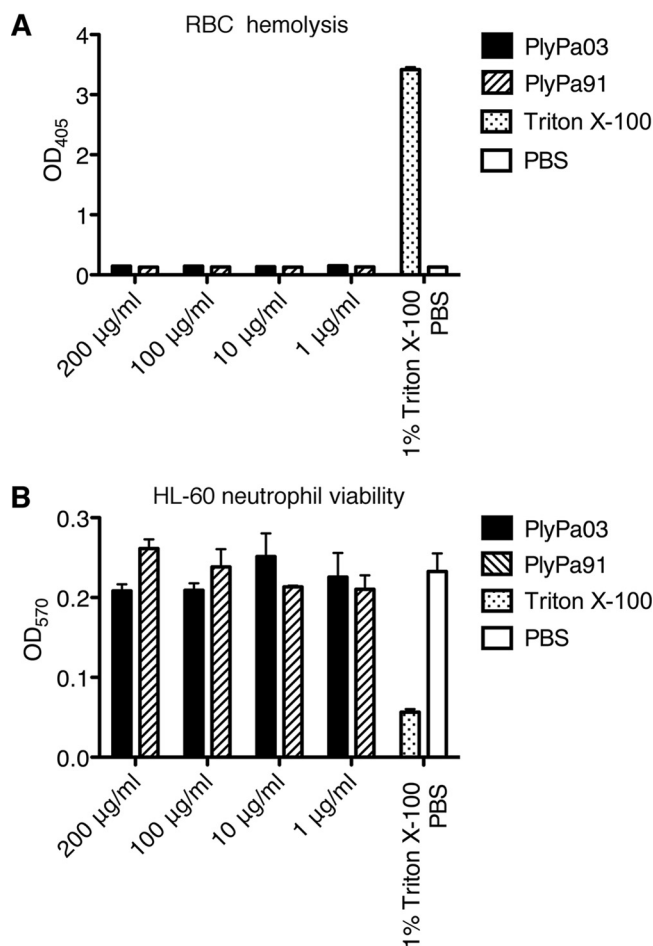 A
RBC hemolysis
4
3
2
1
0
OD405
200 µg/ml
100 µg/ml
10 µg/ml
1 µg/ml
1% Triton X-100
PBS
PlyPa03
PlyPa91
Triton X-100
PBS
B
HL-60 neutrophil viability
0.3
0.2
0.1
0.0
OD570
200 µg/ml
100 µg/ml
10 µg/ml
1 µg/ml
1% Triton X-100
PBS
PlyPa03
PlyPa91
Triton X-100
PBS